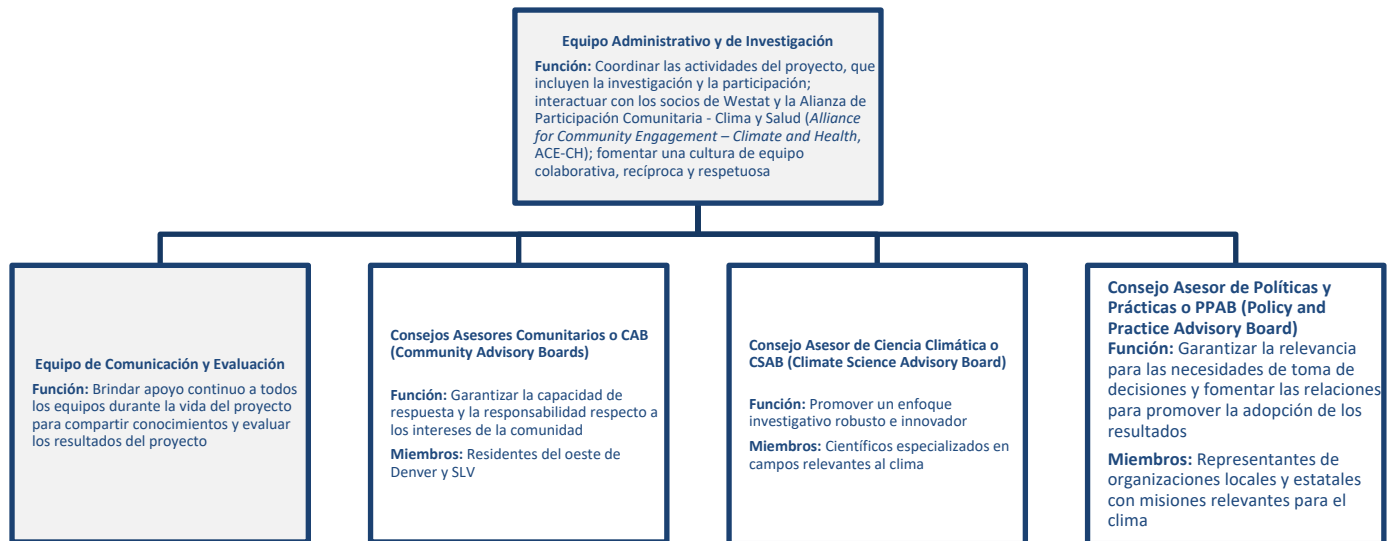 Equipo Administrativo y de Investigación
Función: Coordinar las actividades del proyecto, que
incluyen la investigación y la participación;
interactuar con los socios de Westat y la Alianza de
Participación Comunitaria - Clima y Salud (Alliance
for Community Engagement – Climate and Health,
ACE-CH); fomentar una cultura de equipo
colaborativa, recíproca y respetuosa
Equipo de Comunicación y Evaluación
Función: Brindar apoyo continuo a todos
los equipos durante la vida del proyecto
para compartir conocimientos y evaluar
los resultados del proyecto
Consejos Asesores Comunitarios o CAB
(Community Advisory Boards)
Función: Garantizar la capacidad de
respuesta y la responsabilidad respecto a
los intereses de la comunidad
Miembros: Residentes del oeste de
Denver y SLV
Consejo Asesor de Ciencia Climática o
CSAB (Climate Science Advisory Board)
Función: Promover un enfoque
investigativo robusto e innovador
Miembros: Científicos especializados en
campos relevantes al clima
Consejo Asesor de Políticas y
Prácticas o PPAB (Policy and
Practice Advisory Board)
Función: Garantizar la relevancia
para las necesidades de toma de
decisiones y fomentar las relaciones
para promover la adopción de los
resultados
Miembros: Representantes de
organizaciones locales y estatales
con misiones relevantes para el
clima